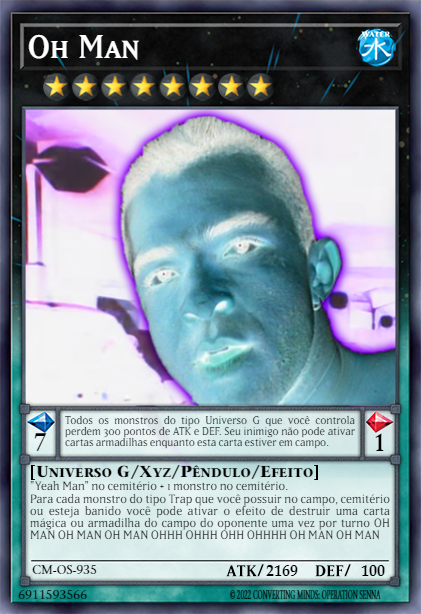 Oh Man
WATER
水
Todos os monstros do tipo Universo G que você controla
perdem 300 pontos de ATK e DEF. Seu inimigo não pode ativar
cartas armadilhas enquanto esta carta estiver em campo.
7
1
[Universo G/Xyz/Pêndulo/Efeito]
"Yeah Man" no cemitério + 1 monstro no cemitério.
Para cada monstro do tipo Trap que você possuir no campo, cemitério
ou esteja banido você pode ativar o efeito de destruir uma carta
mágica ou armadilha do campo do oponente uma vez por turno OH
MAN OH MAN OH MAN OHHH OHHH OHH OHHHH OH MAN OH MAN
CM-OS-935
ATK/2169 DEF/ 100
6911593566
©2022 CONVERTING MINDS: OPERATION SENNA